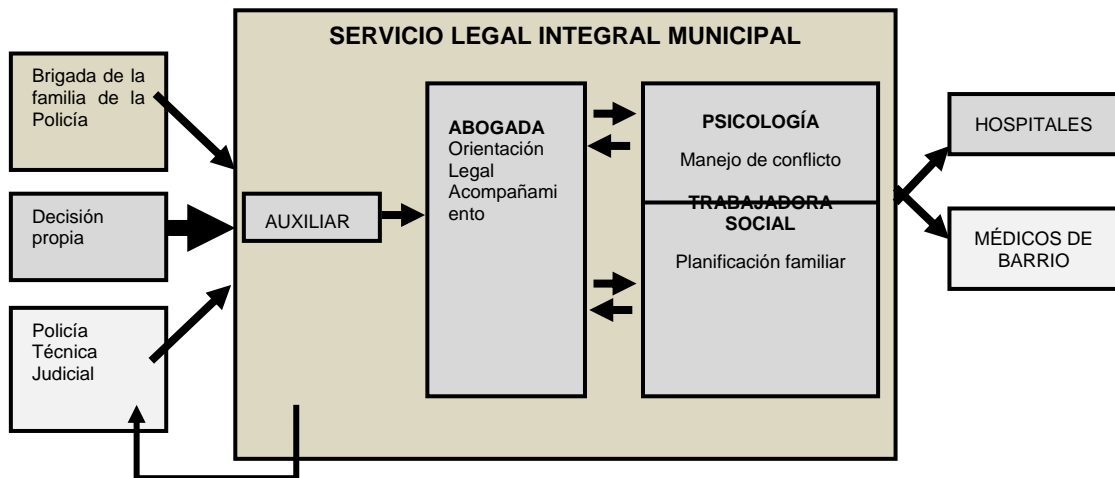 SERVICIO LEGAL INTEGRAL MUNICIPAL
Brigada de la
familia de la
Policía
Decisión
propia
Policía
Técnica
Judicial
AUXILIAR
ABOGADA
Orientación
Legal
Acompañami
ento
PSICOLOGÍA
Manejo de conflicto
TRABAJADORA
SOCIAL
Planificación familiar
HOSPITALES
MÉDICOS DE
BARRIO